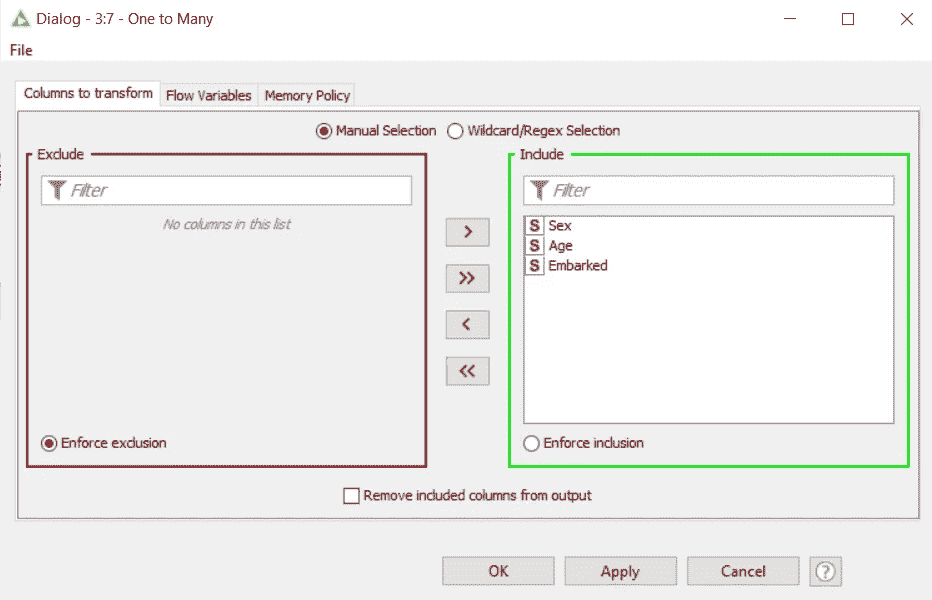 Dialog - 3:7 - One to Many
File
Columns to transform Flow Variables Memory Policy
Manual Selection Wildcard/Regex Selection
Exclude
Filter
No columns in this list
Enforce exclusion
>
>>
<
<<
Include
Filter
S Sex
S Age
S Embarked
Enforce inclusion
Remove included columns from output
OK Apply Cancel ?